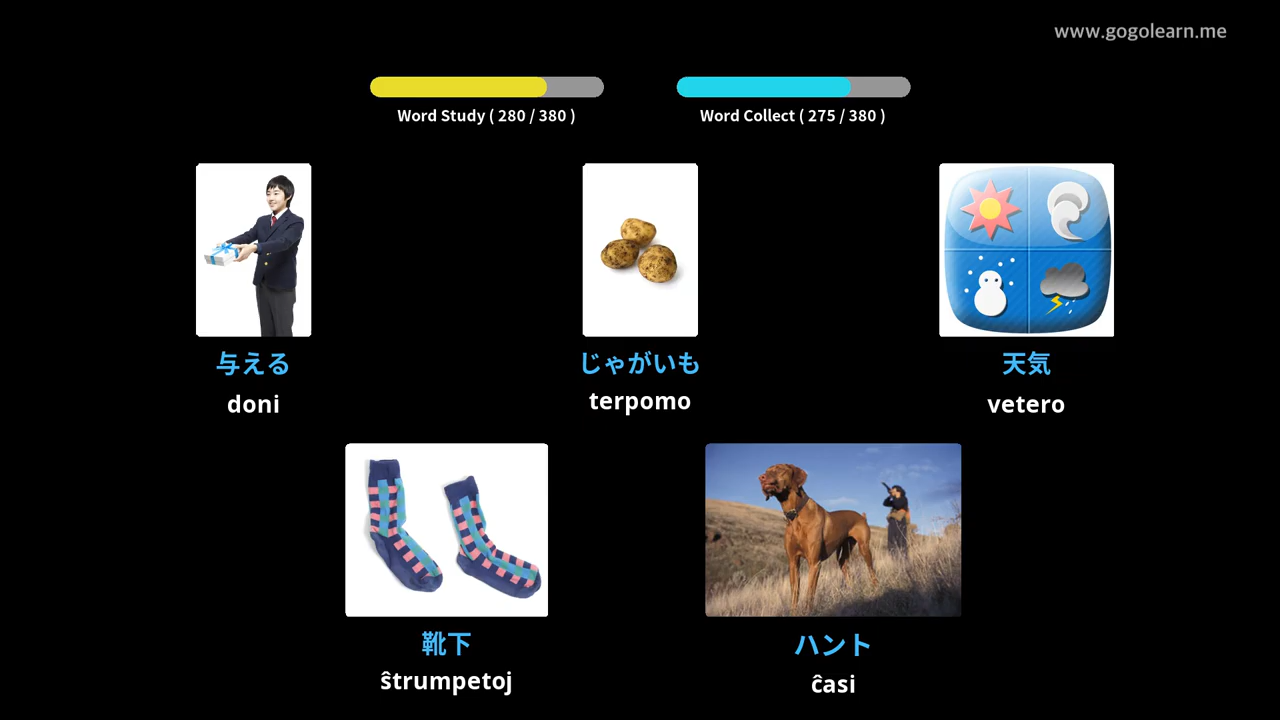 www.gogolearn.me
Word Study ( 280 / 380 )
Word Collect ( 275 / 380 )
与える
doni
じゃがいも
terpomo
天気
vetero
靴下
ŝtrumpetoj
ハント
ĉasi